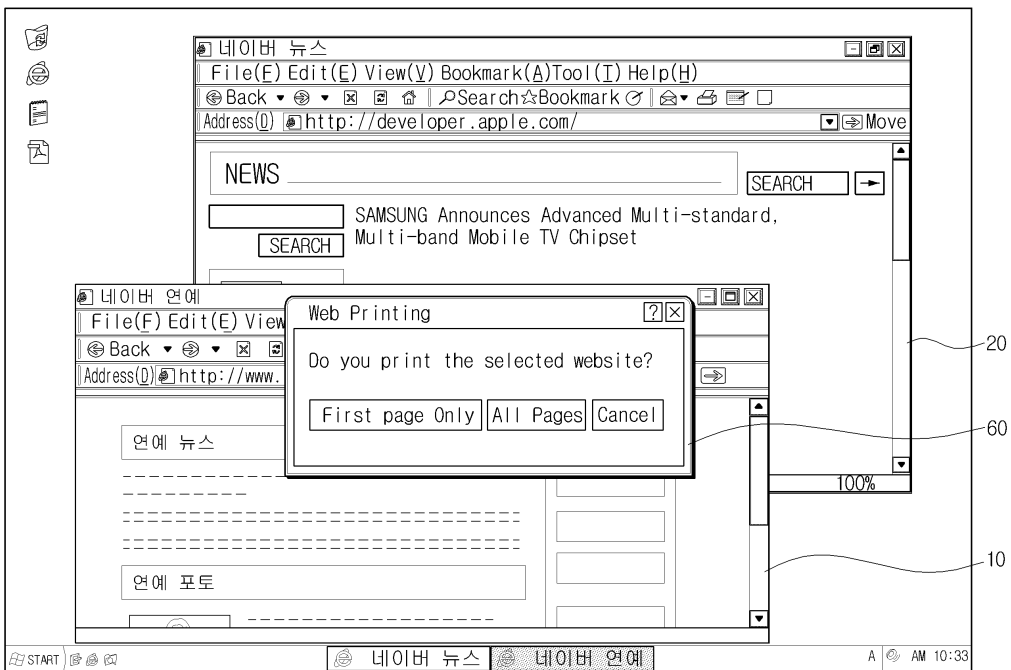 네이버 뉴스
File(F) Edit(E) View(V) Bookmark(A)Tool(T) Help(H)
Back Search☆Bookmark
Address(D) http://developer.apple.com/ Move
NEWS
SEARCH
SAMSUNG Announces Advanced Multi-standard,
SEARCH Multi-band Mobile TV Chipset
네이버 연예
File(F) Edit(E) View
Back
Address(D) http://www.
Web Printing ?
Do you print the selected website?
First page Only All Pages Cancel
20
60
100%
연예 뉴스
10
연예 포토
START 네이버 뉴스 네이버 연예 A AM 10:33